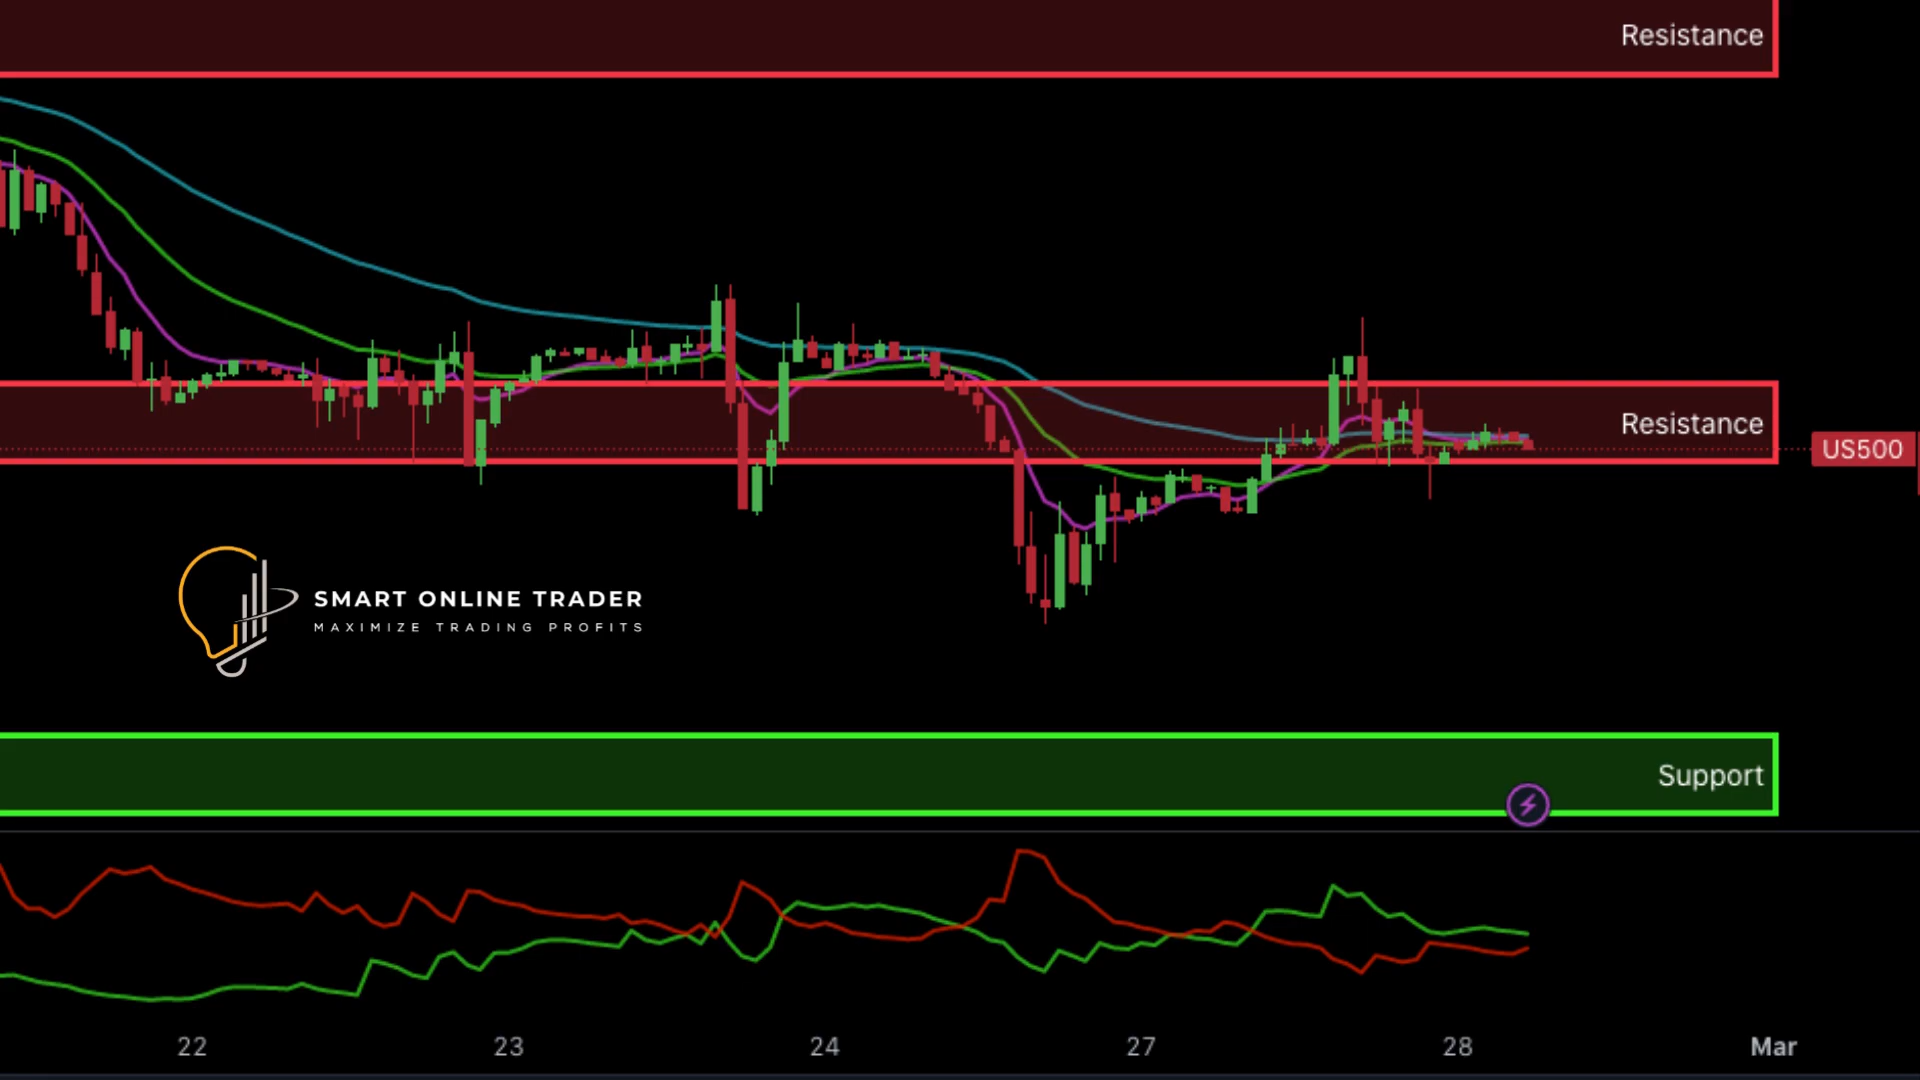 Resistance
Resistance
US500
SMART ONLINE TRADER
MAXIMIZE TRADING PROFITS
Support
22 23 24 27 28 Mar